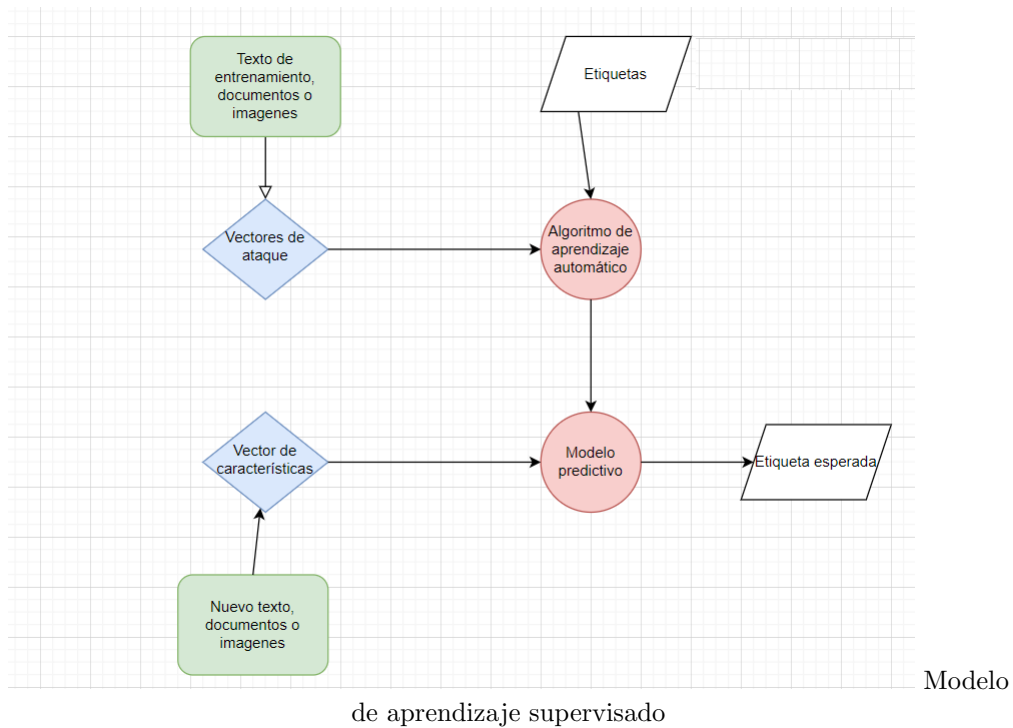 Texto de
entrenamiento,
documentos o
imagenes
Etiquetas
Vectores de
ataque
Algoritmo de
aprendizaje
automático
Vector de
características
Modelo
predictivo
Etiqueta esperada
Nuevo texto,
documentos o
imagenes
Modelo
de aprendizaje supervisado